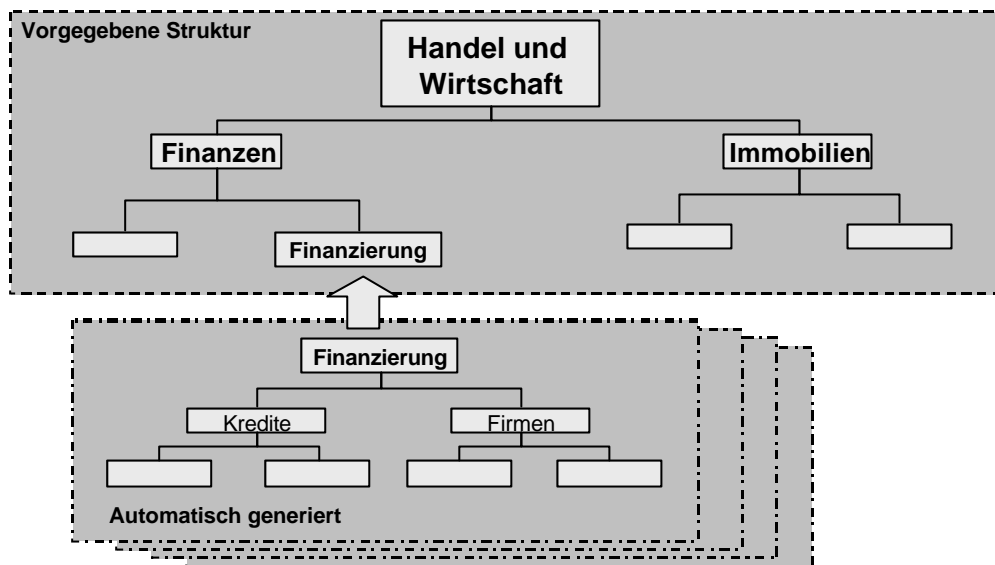 Vorgegebene Struktur
Handel und
Wirtschaft
Finanzen
Immobilien
Finanzierung
Finanzierung
Kredite
Firmen
Automatisch generiert